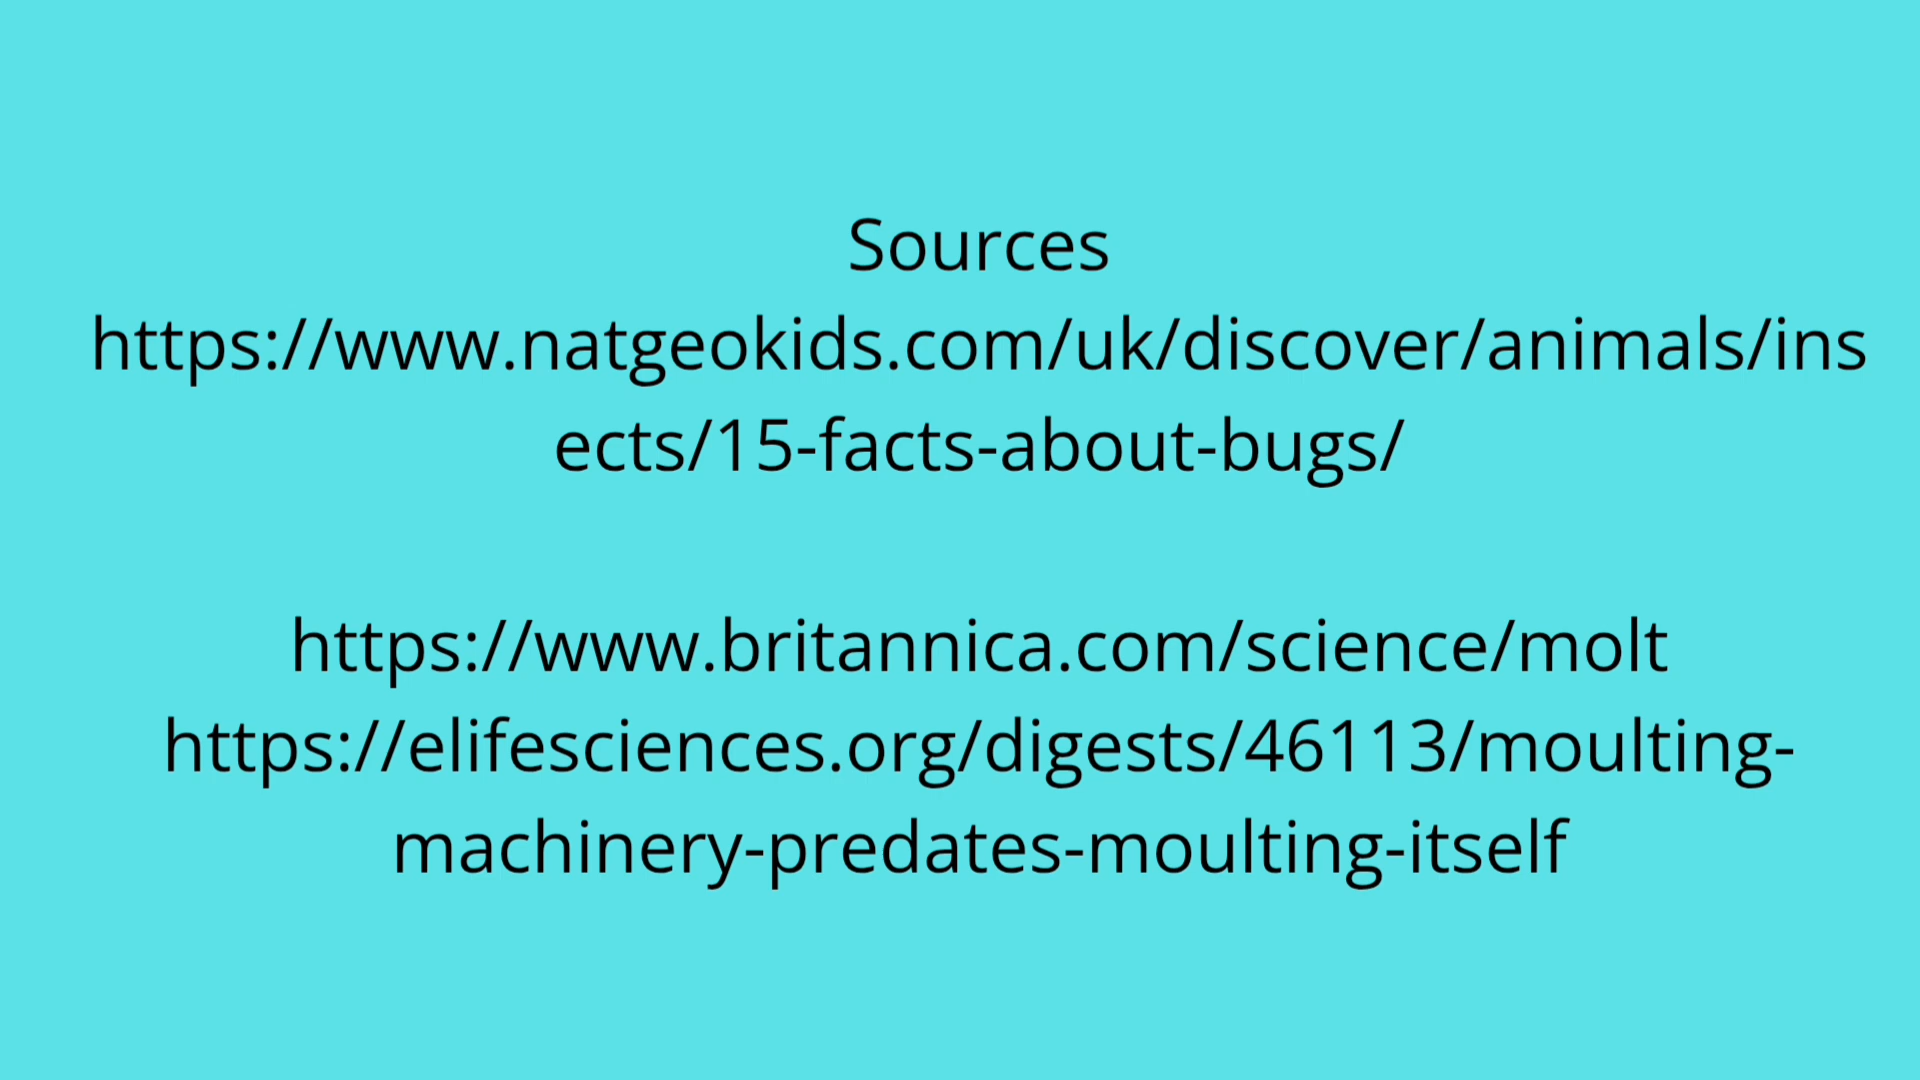 Sources
https://www.natgeokids.com/uk/discover/animals/ins
ects/15-facts-about-bugs/
https://www.britannica.com/science/molt
https://elifesciences.org/digests/46113/moulting-
machinery-predates-moulting-itself